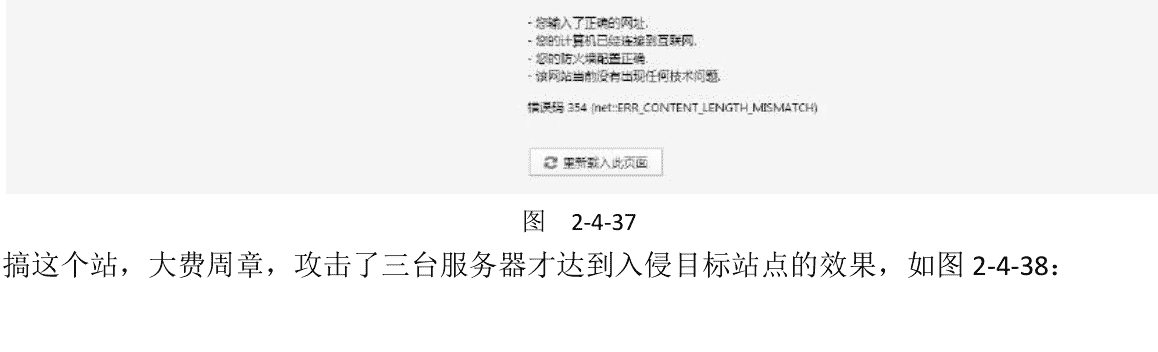 - 您输入了正确的网址.
- 您的计算机已经连接到互联网.
- 您的防火墙配置正确.
- 该网站当前没有出现任何技术问题.
错误码 354 (net::ERR_CONTENT_LENGTH_MISMATCH)
重新载入此页面
图 2-4-37
搞这个站，大费周章，攻击了三台服务器才达到入侵目标站点的效果，如图 2-4-38：